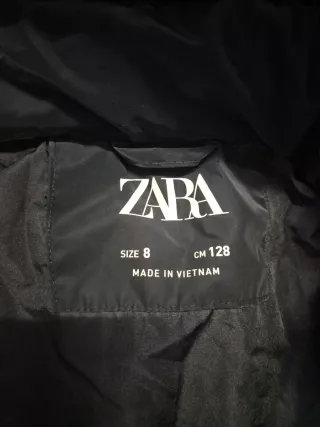 ZARA
SIZE 8 CM 128
MADE IN VIETNAM